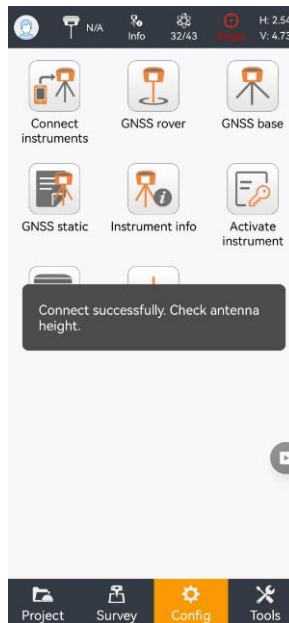 N/A
Info
32/43
Single
H: 2.54
V: 4.73
Connect
instruments
GNSS rover
GNSS base
GNSS static
Instrument info
Activate
instrument
Connect successfully. Check antenna
height.
Project
Survey
Config
Tools